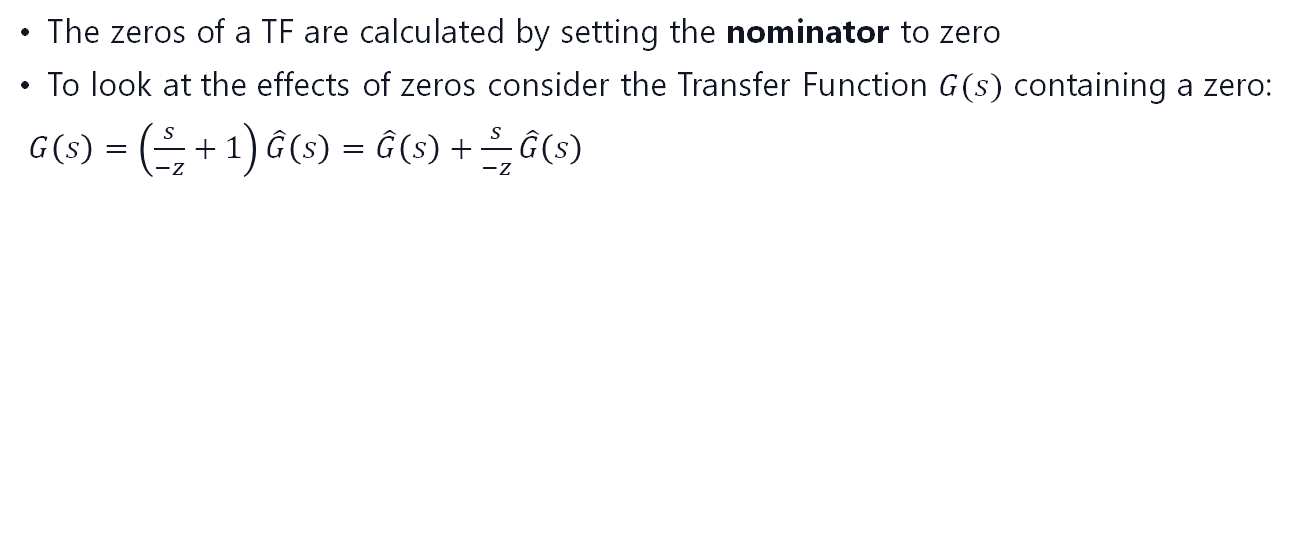 • The zeros of a TF are calculated by setting the nominator to zero
• To look at the effects of zeros consider the Transfer Function G(s) containing a zero:
G(s) = (s/−z + 1) Ĝ(s) = Ĝ(s) + s/−z Ĝ(s)